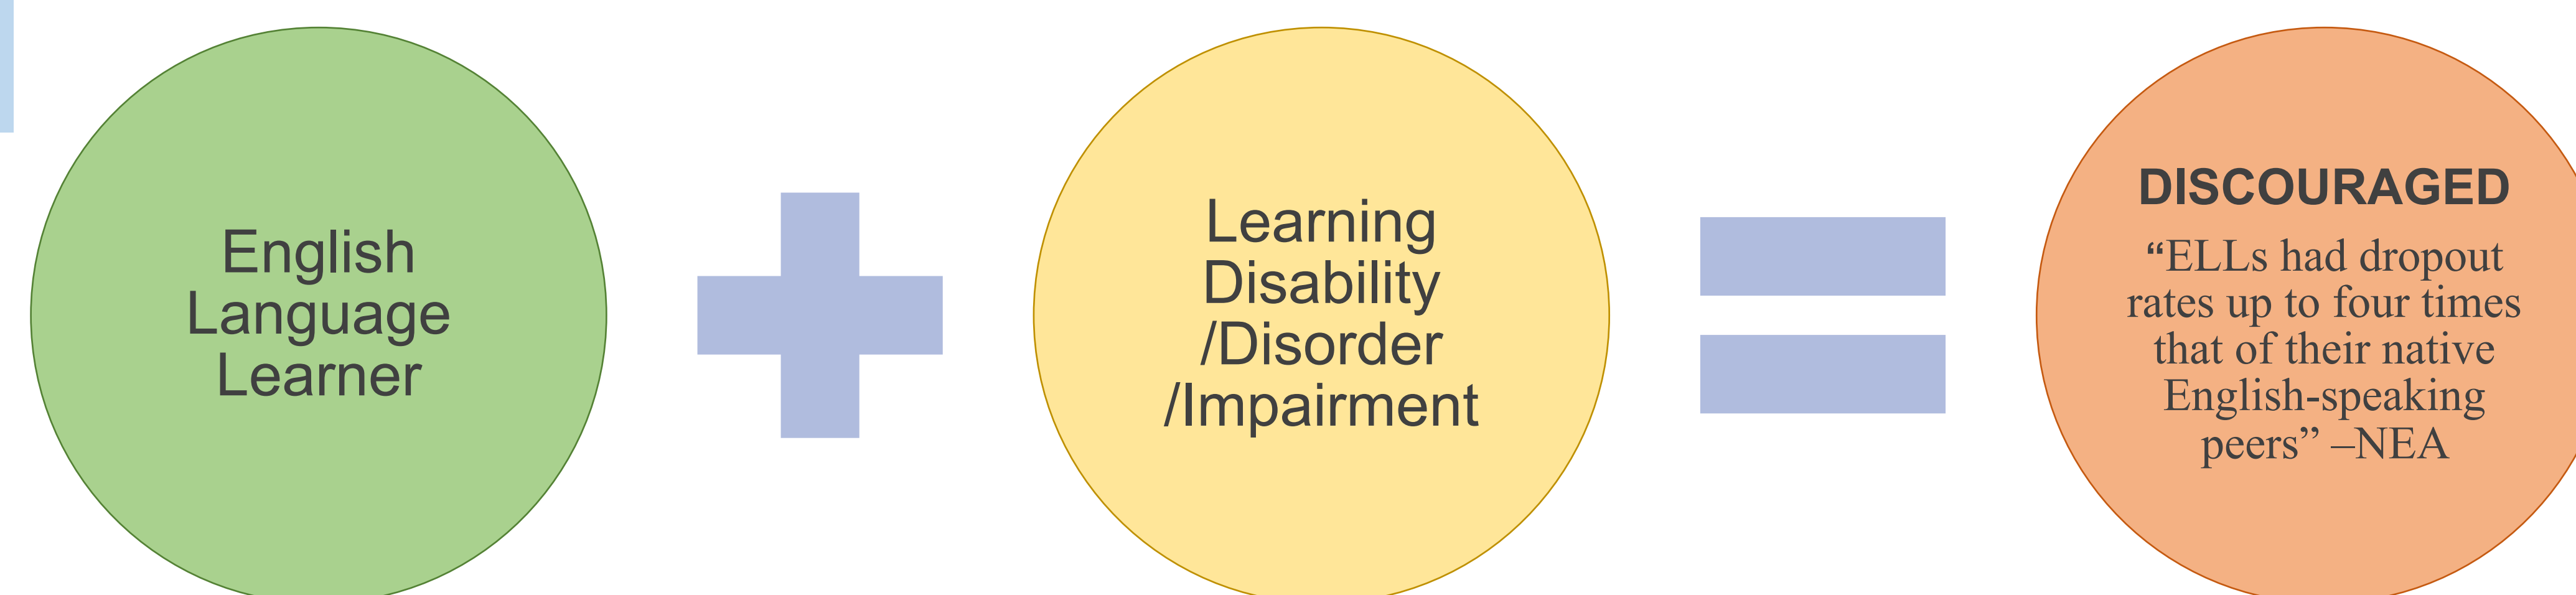 English
Language
Learner
Learning
Disability
/Disorder
/Impairment
DISCOURAGED
“ELLs had dropout
rates up to four times
that of their native
English-speaking
peers” –NEA